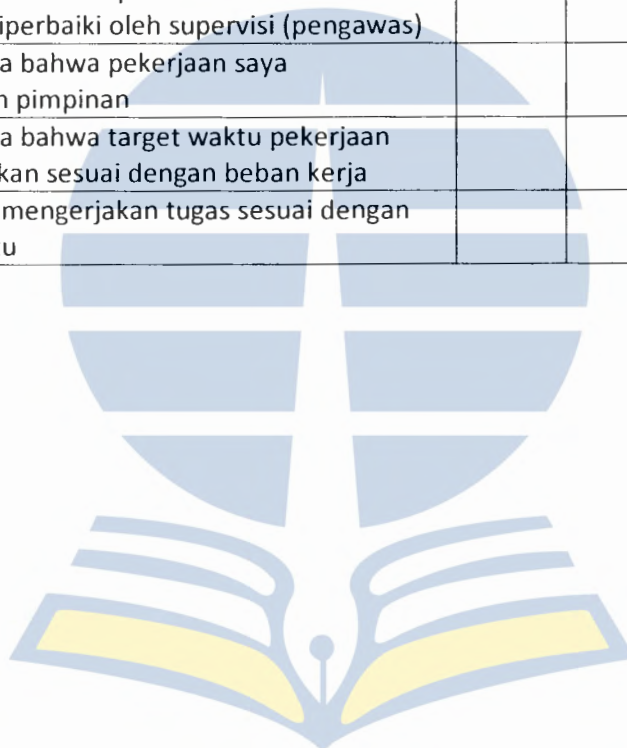 iperbaiki oleh supervisi (pengawas)
a bahwa pekerjaan saya
n pimpinan
a bahwa target waktu pekerjaan
kan sesuai dengan beban kerja
mengerjakan tugas sesuai dengan
u